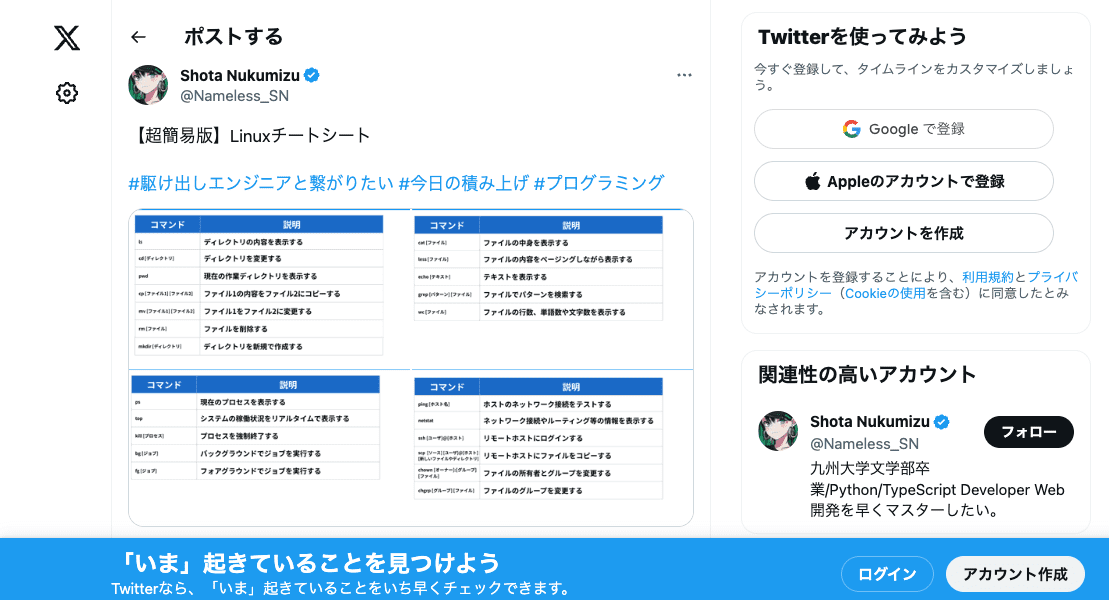 ポストする
Shota Nukumizu
@Nameless_SN
【超簡易版】Linuxチートシート
#駆け出しエンジニアと繋がりたい #今日の積み上げ #プログラミング
コマンド 説明
ls ディレクトリの内容を表示する
cd [ディレクトリ] ディレクトリを変更する
pwd 現在の作業ディレクトリを表示する
cp [ファイル1] [ファイル2] ファイル1の内容をファイル2にコピーする
mv [ファイル1] [ファイル2] ファイル1をファイル2に変更する
rm [ファイル] ファイルを削除する
mkdir [ディレクトリ] ディレクトリを新規で作成する
コマンド 説明
cat [ファイル] ファイルの中身を表示する
less [ファイル] ファイルの内容をページングしながら表示する
echo [テキスト] テキストを表示する
grep [パターン] [ファイル] ファイルでパターンを検索する
wc [ファイル] ファイルの行数、単語数や文字数を表示する
コマンド 説明
ps 現在のプロセスを表示する
top システムの稼働状況をリアルタイムで表示する
kill [プロセス] プロセスを強制終了する
bg [ジョブ] バックグラウンドでジョブを実行する
fg [ジョブ] フォアグラウンドでジョブを実行する
コマンド 説明
ping [ホスト名] ホストのネットワーク接続をテストする
netstat ネットワーク接続やルーティング等の情報を表示する
ssh [ユーザ]@[ホスト] リモートホストにログインする
scp [ソース] [ユーザ]@[ホスト]
[新しいファイルやディレクトリ] リモートホストにファイルをコピーする
chown [オーナー]:[グループ]
[ファイル] ファイルの所有者とグループを変更する
chgrp [グループ] [ファイル] ファイルのグループを変更する
Twitterを使ってみよう
今すぐ登録して、タイムラインをカスタマイズしましょ
う。
Google で登録
Appleのアカウントで登録
アカウントを作成
アカウントを登録することにより、利用規約とプライバ
シーポリシー（Cookieの使用を含む）に同意したとみ
なされます。
関連性の高いアカウント
Shota Nukumizu
@Nameless_SN
フォロー
九州大学文学部卒
業/Python/TypeScript Developer Web
開発を早くマスターしたい。
「いま」起きていることを見つけよう
Twitterなら、「いま」起きていることをいち早くチェックできます。
ログイン
アカウント作成